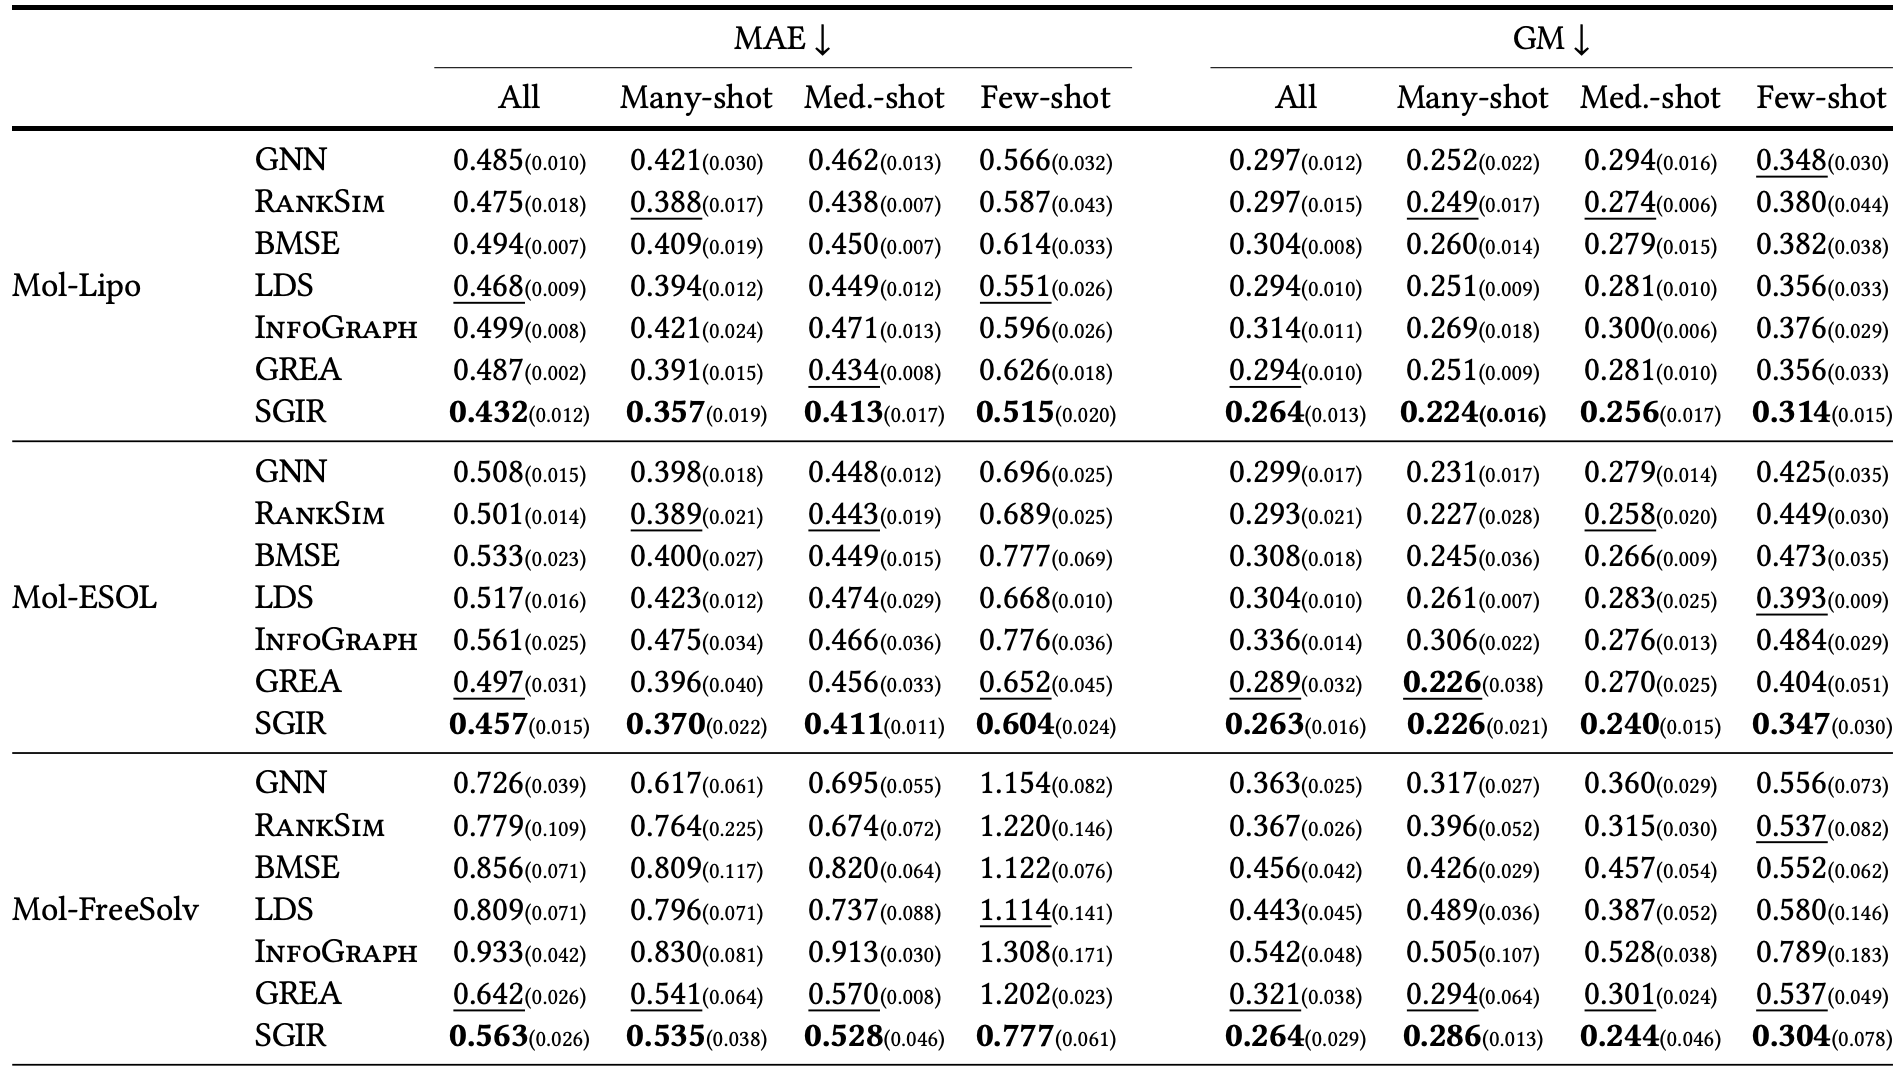 MAE ↓ GM ↓
All Many-shot Med.-shot Few-shot All Many-shot Med.-shot Few-shot
GNN 0.485(0.010) 0.421(0.030) 0.462(0.013) 0.566(0.032) 0.297(0.012) 0.252(0.022) 0.294(0.016) 0.348(0.030)
RankSim 0.475(0.018) 0.388(0.017) 0.438(0.007) 0.587(0.043) 0.297(0.015) 0.249(0.017) 0.274(0.006) 0.380(0.044)
BMSE 0.494(0.007) 0.409(0.019) 0.450(0.007) 0.614(0.033) 0.304(0.008) 0.260(0.014) 0.279(0.015) 0.382(0.038)
Mol-Lipo LDS 0.468(0.009) 0.394(0.012) 0.449(0.012) 0.551(0.026) 0.294(0.010) 0.251(0.009) 0.281(0.010) 0.356(0.033)
InfoGraph 0.499(0.008) 0.421(0.024) 0.471(0.013) 0.596(0.026) 0.314(0.011) 0.269(0.018) 0.300(0.006) 0.376(0.029)
GREA 0.487(0.002) 0.391(0.015) 0.434(0.008) 0.626(0.018) 0.294(0.010) 0.251(0.009) 0.281(0.010) 0.356(0.033)
SGIR 0.432(0.012) 0.357(0.019) 0.413(0.017) 0.515(0.020) 0.264(0.013) 0.224(0.016) 0.256(0.017) 0.314(0.015)
GNN 0.508(0.015) 0.398(0.018) 0.448(0.012) 0.696(0.025) 0.299(0.017) 0.231(0.017) 0.279(0.014) 0.425(0.035)
RankSim 0.501(0.014) 0.389(0.021) 0.443(0.019) 0.689(0.025) 0.293(0.021) 0.227(0.028) 0.258(0.020) 0.449(0.030)
BMSE 0.533(0.023) 0.400(0.027) 0.449(0.015) 0.777(0.069) 0.308(0.018) 0.245(0.036) 0.266(0.009) 0.473(0.035)
Mol-ESOL LDS 0.517(0.016) 0.423(0.012) 0.474(0.029) 0.668(0.010) 0.304(0.010) 0.261(0.007) 0.283(0.025) 0.393(0.009)
InfoGraph 0.561(0.025) 0.475(0.034) 0.466(0.036) 0.776(0.036) 0.336(0.014) 0.306(0.022) 0.276(0.013) 0.484(0.029)
GREA 0.497(0.031) 0.396(0.040) 0.456(0.033) 0.652(0.045) 0.289(0.032) 0.226(0.038) 0.270(0.025) 0.404(0.051)
SGIR 0.457(0.015) 0.370(0.022) 0.411(0.011) 0.604(0.024) 0.263(0.016) 0.226(0.021) 0.240(0.015) 0.347(0.030)
GNN 0.726(0.039) 0.617(0.061) 0.695(0.055) 1.154(0.082) 0.363(0.025) 0.317(0.027) 0.360(0.029) 0.556(0.073)
RankSim 0.779(0.109) 0.764(0.225) 0.674(0.072) 1.220(0.146) 0.367(0.026) 0.396(0.052) 0.315(0.030) 0.537(0.082)
BMSE 0.856(0.071) 0.809(0.117) 0.820(0.064) 1.122(0.076) 0.456(0.042) 0.426(0.029) 0.457(0.054) 0.552(0.062)
Mol-FreeSolv LDS 0.809(0.071) 0.796(0.071) 0.737(0.088) 1.114(0.141) 0.443(0.045) 0.489(0.036) 0.387(0.052) 0.580(0.146)
InfoGraph 0.933(0.042) 0.830(0.081) 0.913(0.030) 1.308(0.171) 0.542(0.048) 0.505(0.107) 0.528(0.038) 0.789(0.183)
GREA 0.642(0.026) 0.541(0.064) 0.570(0.008) 1.202(0.023) 0.321(0.038) 0.294(0.064) 0.301(0.024) 0.537(0.049)
SGIR 0.563(0.026) 0.535(0.038) 0.528(0.046) 0.777(0.061) 0.264(0.029) 0.286(0.013) 0.244(0.046) 0.304(0.078)